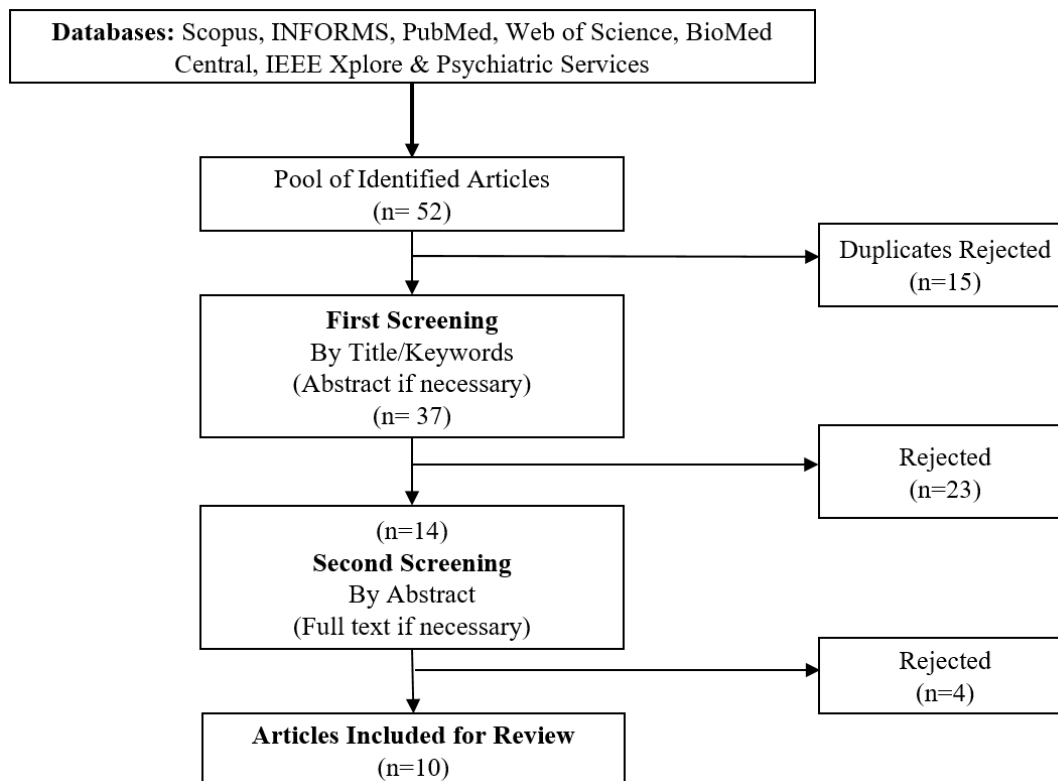 Databases: Scopus, INFORMS, PubMed, Web of Science, BioMed
Central, IEEE Xplore & Psychiatric Services
Pool of Identified Articles
(n= 52)
Duplicates Rejected
(n=15)
First Screening
By Title/Keywords
(Abstract if necessary)
(n= 37)
Rejected
(n=23)
(n=14)
Second Screening
By Abstract
(Full text if necessary)
Rejected
(n=4)
Articles Included for Review
(n=10)